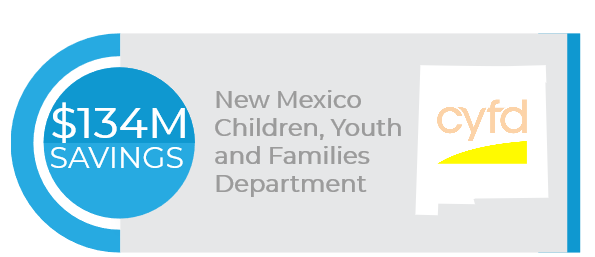 $134M
SAVINGS
New Mexico
Children, Youth
and Families
Department
cyfd